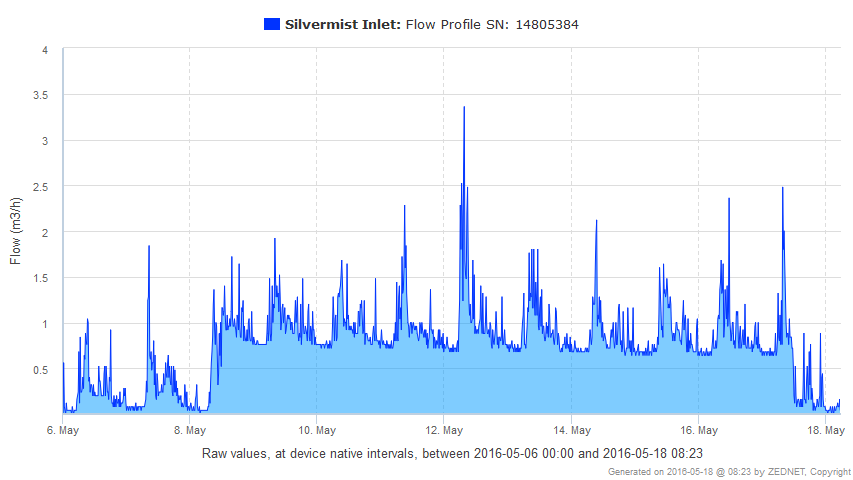 Silvermist Inlet: Flow Profile SN: 14805384
4
3.5
3
2.5
2
1.5
1
0.5
Flow (m3/h)
6. May 8. May 10. May 12. May 14. May 16. May 18. May
Raw values, at device native intervals, between 2016-05-06 00:00 and 2016-05-18 08:23
Generated on 2016-05-18 @ 08:23 by ZEDNET, Copyright